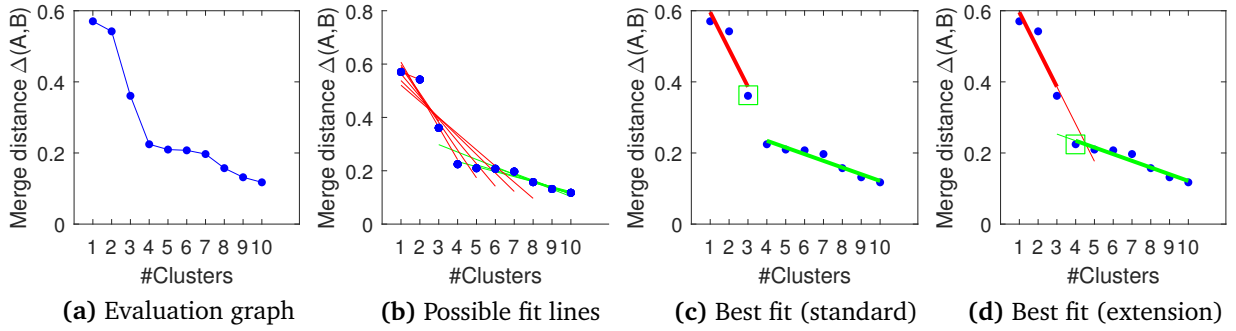 Merge distance Δ(A,B)
0.6
0.4
0.2
0
1 2 3 4 5 6 7 8 9 10
#Clusters
(a) Evaluation graph
Merge distance Δ(A,B)
0.8
0.6
0.4
0.2
0
1 2 3 4 5 6 7 8 9 10
#Clusters
(b) Possible fit lines
Merge distance Δ(A,B)
0.6
0.4
0.2
0
1 2 3 4 5 6 7 8 9 10
#Clusters
(c) Best fit (standard)
Merge distance Δ(A,B)
0.6
0.4
0.2
0
1 2 3 4 5 6 7 8 9 10
#Clusters
(d) Best fit (extension)